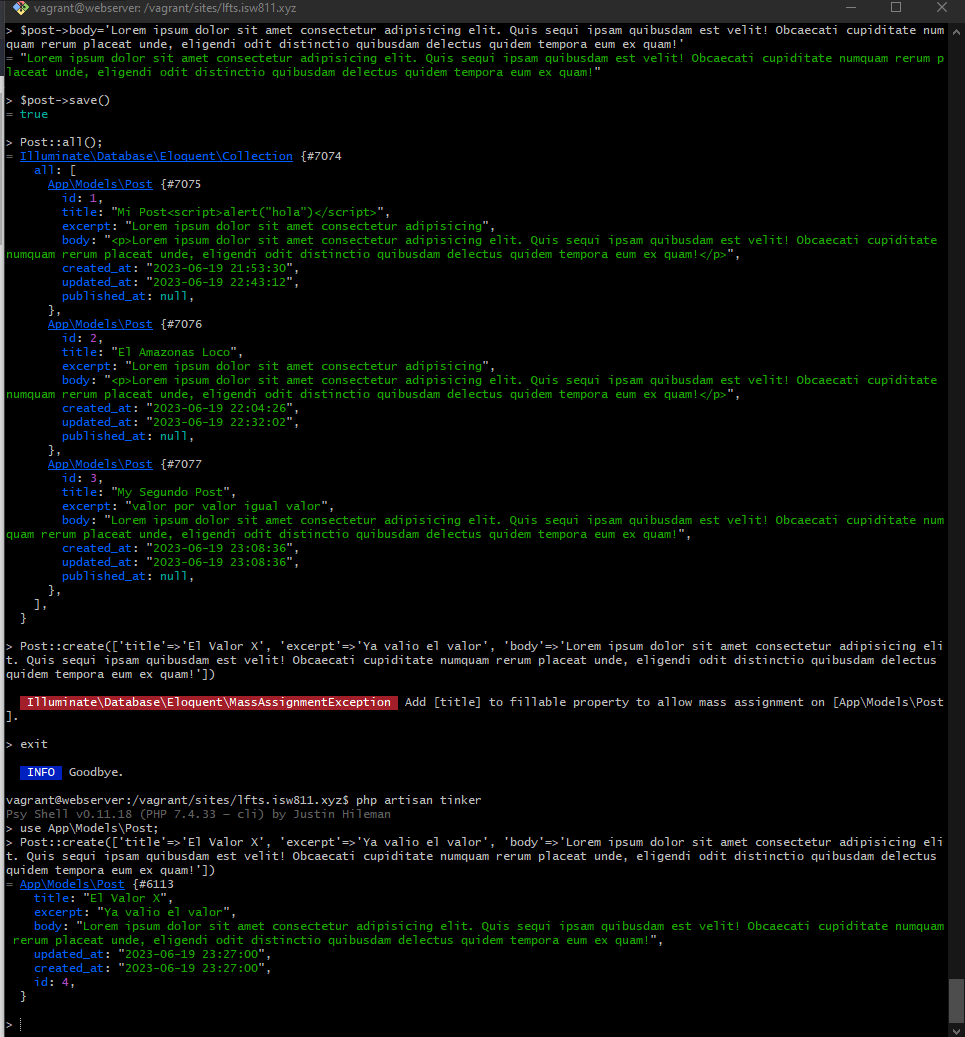 vagrant@webserver: /vagrant/sites/lfts.isw811.xyz
> $post->body='Lorem ipsum dolor sit amet consectetur adipisicing elit. Quis sequi ipsam quibusdam est velit! Obcaecati cupiditate num
quam rerum placeat unde, eligendi odit distinctio quibusdam delectus quidem tempora eum ex quam!'
= "Lorem ipsum dolor sit amet consectetur adipisicing elit. Quis sequi ipsam quibusdam est velit! Obcaecati cupiditate numquam rerum p
laceat unde, eligendi odit distinctio quibusdam delectus quidem tempora eum ex quam!"
> $post->save()
= true
> Post::all();
= Illuminate\Database\Eloquent\Collection {#7074
all: [
App\Models\Post {#7075
id: 1,
title: "Mi Post<script>alert("hola")</script>",
excerpt: "Lorem ipsum dolor sit amet consectetur adipisicing",
body: "<p>Lorem ipsum dolor sit amet consectetur adipisicing elit. Quis sequi ipsam quibusdam est velit! Obcaecati cupiditate
numquam rerum placeat unde, eligendi odit distinctio quibusdam delectus quidem tempora eum ex quam!</p>",
created_at: "2023-06-19 21:53:30",
updated_at: "2023-06-19 22:43:12",
published_at: null,
},
App\Models\Post {#7076
id: 2,
title: "El Amazonas Loco",
excerpt: "Lorem ipsum dolor sit amet consectetur adipisicing",
body: "<p>Lorem ipsum dolor sit amet consectetur adipisicing elit. Quis sequi ipsam quibusdam est velit! Obcaecati cupiditate
numquam rerum placeat unde, eligendi odit distinctio quibusdam delectus quidem tempora eum ex quam!</p>",
created_at: "2023-06-19 22:04:26",
updated_at: "2023-06-19 22:32:02",
published_at: null,
},
App\Models\Post {#7077
id: 3,
title: "My Segundo Post",
excerpt: "valor por valor igual valor",
body: "Lorem ipsum dolor sit amet consectetur adipisicing elit. Quis sequi ipsam quibusdam est velit! Obcaecati cupiditate num
quam rerum placeat unde, eligendi odit distinctio quibusdam delectus quidem tempora eum ex quam!",
created_at: "2023-06-19 23:08:36",
updated_at: "2023-06-19 23:08:36",
published_at: null,
},
],
}
> Post::create(['title'=>'El Valor X', 'excerpt'=>'Ya valio el valor', 'body'=>'Lorem ipsum dolor sit amet consectetur adipisicing eli
t. Quis sequi ipsam quibusdam est velit! Obcaecati cupiditate numquam rerum placeat unde, eligendi odit distinctio quibusdam delectus
quidem tempora eum ex quam!'])
Illuminate\Database\Eloquent\MassAssignmentException Add [title] to fillable property to allow mass assignment on [App\Models\Post
].
> exit
INFO Goodbye.
vagrant@webserver:/vagrant/sites/lfts.isw811.xyz$ php artisan tinker
Psy Shell v0.11.18 (PHP 7.4.33 — cli) by Justin Hileman
> use App\Models\Post;
> Post::create(['title'=>'El Valor X', 'excerpt'=>'Ya valio el valor', 'body'=>'Lorem ipsum dolor sit amet consectetur adipisicing eli
t. Quis sequi ipsam quibusdam est velit! Obcaecati cupiditate numquam rerum placeat unde, eligendi odit distinctio quibusdam delectus
quidem tempora eum ex quam!'])
= App\Models\Post {#6113
title: "El Valor X",
excerpt: "Ya valio el valor",
body: "Lorem ipsum dolor sit amet consectetur adipisicing elit. Quis sequi ipsam quibusdam est velit! Obcaecati cupiditate numquam
rerum placeat unde, eligendi odit distinctio quibusdam delectus quidem tempora eum ex quam!",
updated_at: "2023-06-19 23:27:00",
created_at: "2023-06-19 23:27:00",
id: 4,
}
>